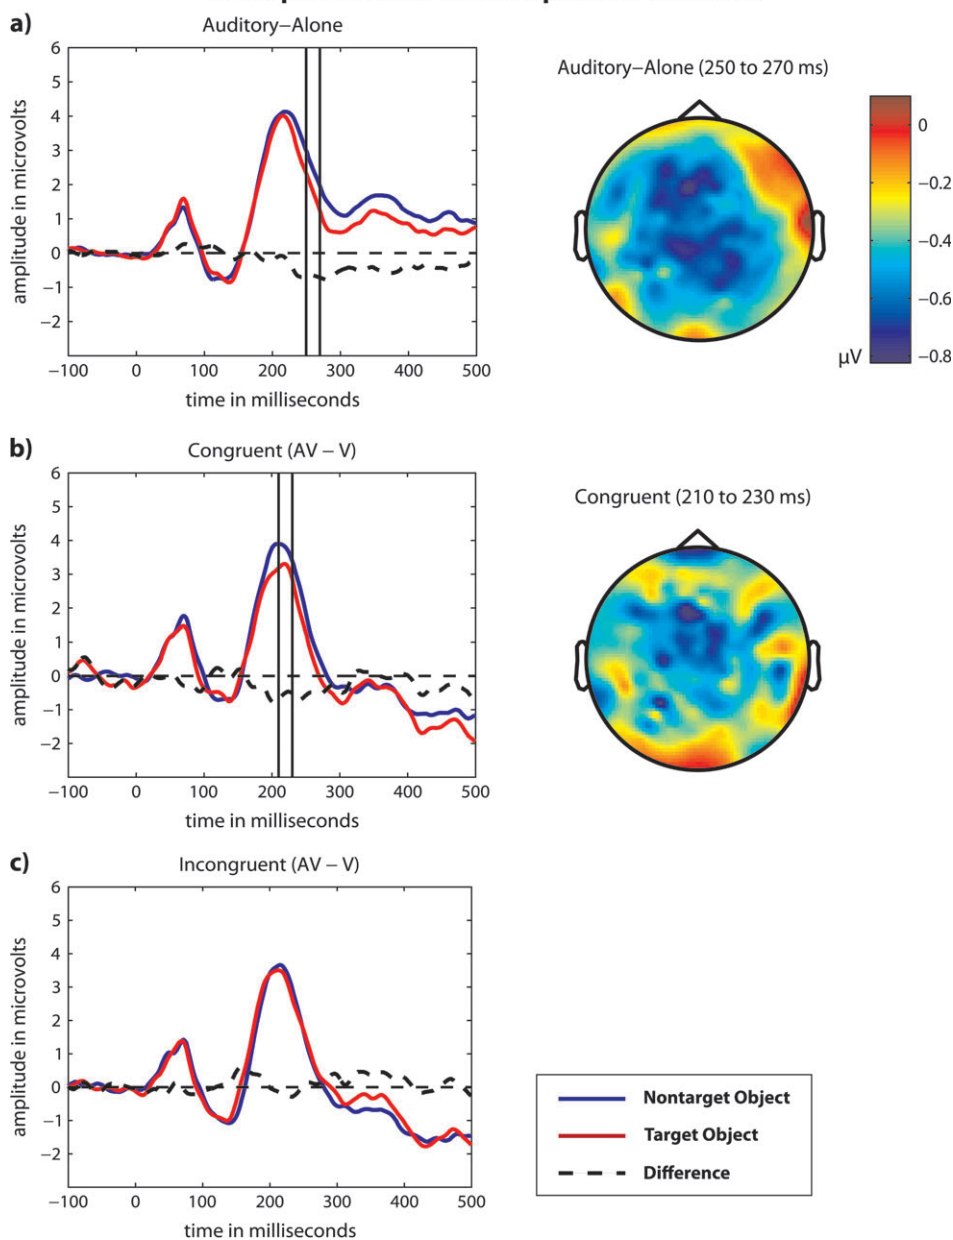 a)
Auditory−Alone
amplitude in microvolts
6
5
4
3
2
1
0
−1
−2
−100 0 100 200 300 400 500
time in milliseconds
Auditory−Alone (250 to 270 ms)
0
−0.2
−0.4
−0.6
−0.8
μV
b)
Congruent (AV − V)
amplitude in microvolts
6
5
4
3
2
1
0
−1
−2
−100 0 100 200 300 400 500
time in milliseconds
Congruent (210 to 230 ms)
c)
Incongruent (AV − V)
amplitude in microvolts
6
5
4
3
2
1
0
−1
−2
−100 0 100 200 300 400 500
time in milliseconds
Nontarget Object
Target Object
Difference